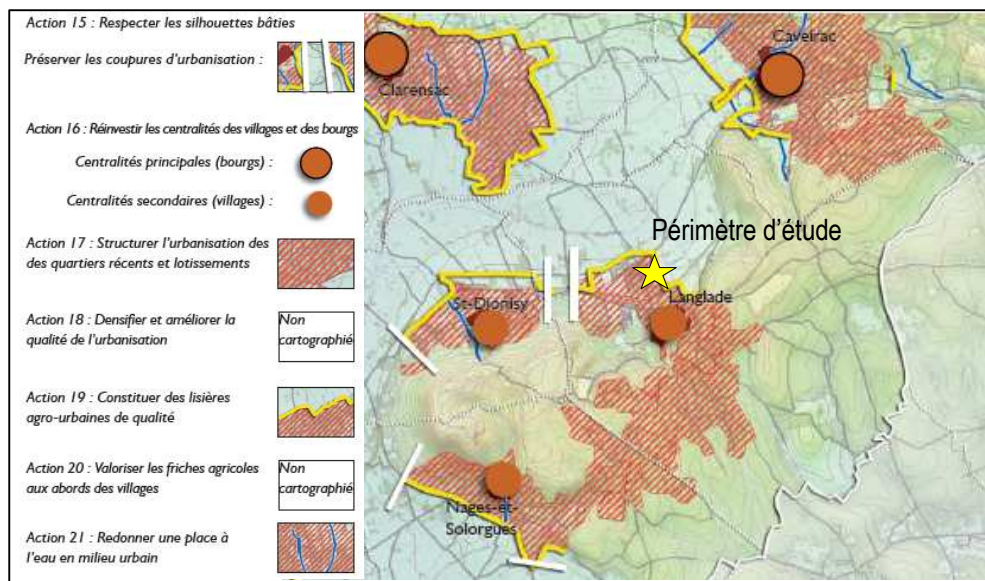 Action 15 : Respecter les silhouettes bâties
Préserver les coupures d'urbanisation :
Action 16 : Réinvestir les centralités des villages et des bourgs
Centralités principales (bourgs) :
Centralités secondaires (villages) :
Action 17 : Structurer l'urbanisation des
des quartiers récents et lotissements
Action 18 : Densifier et améliorer la
qualité de l'urbanisation
Non
cartographié
Action 19 : Constituer des lisières
agro-urbaines de qualité
Action 20 : Valoriser les friches agricoles
aux abords des villages
Non
cartographié
Action 21 : Redonner une place à
l'eau en milieu urbain
Caveirac
Clarensac
Périmètre d'étude
St-Dionisy
Langlade
Nages-et-
Solorgues